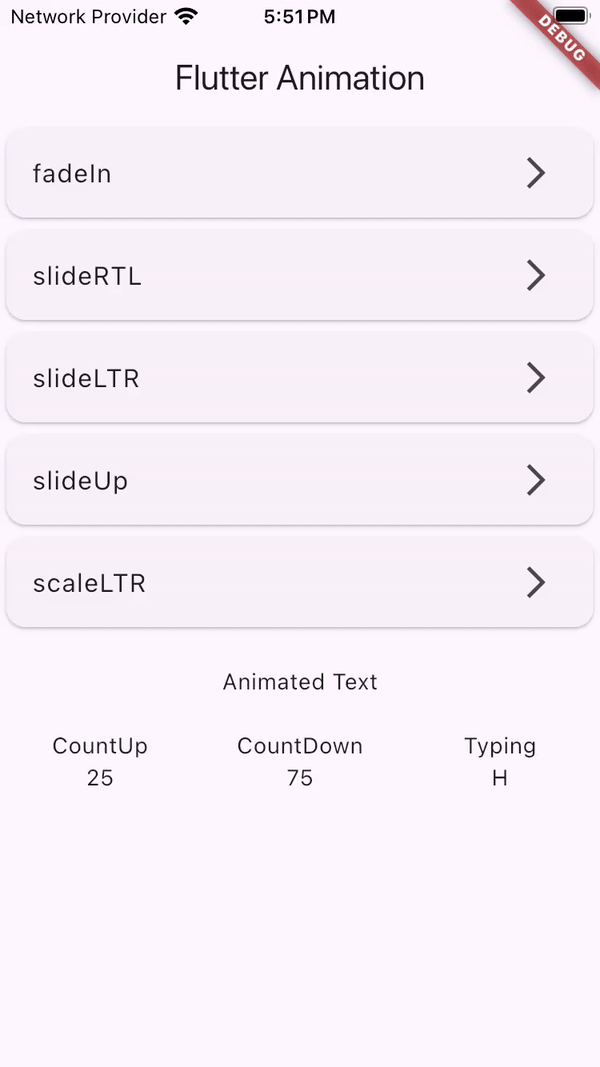 Network Provider 5:51 PM
DEBUG
Flutter Animation
fadeIn
slideRTL
slideLTR
slideUp
scaleLTR
Animated Text
CountUp CountDown Typing
25 75 H